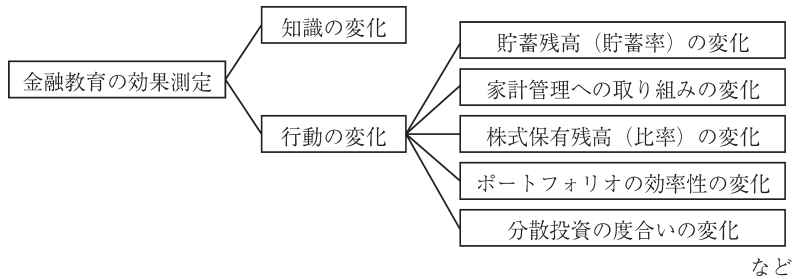 金融教育の効果測定
知識の変化
行動の変化
貯蓄残高（貯蓄率）の変化
家計管理への取り組みの変化
株式保有残高（比率）の変化
ポートフォリオの効率性の変化
分散投資の度合いの変化
など